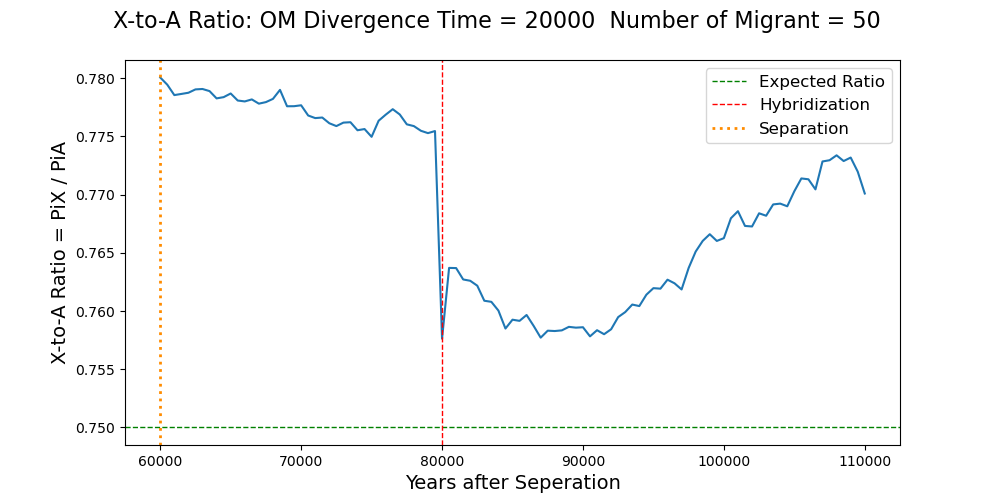 X-to-A Ratio: OM Divergence Time = 20000  Number of Migrant = 50
Expected Ratio
Hybridization
Separation
X-to-A Ratio = PiX / PiA
0.780
0.775
0.770
0.765
0.760
0.755
0.750
60000
70000
80000
90000
100000
110000
Years after Seperation